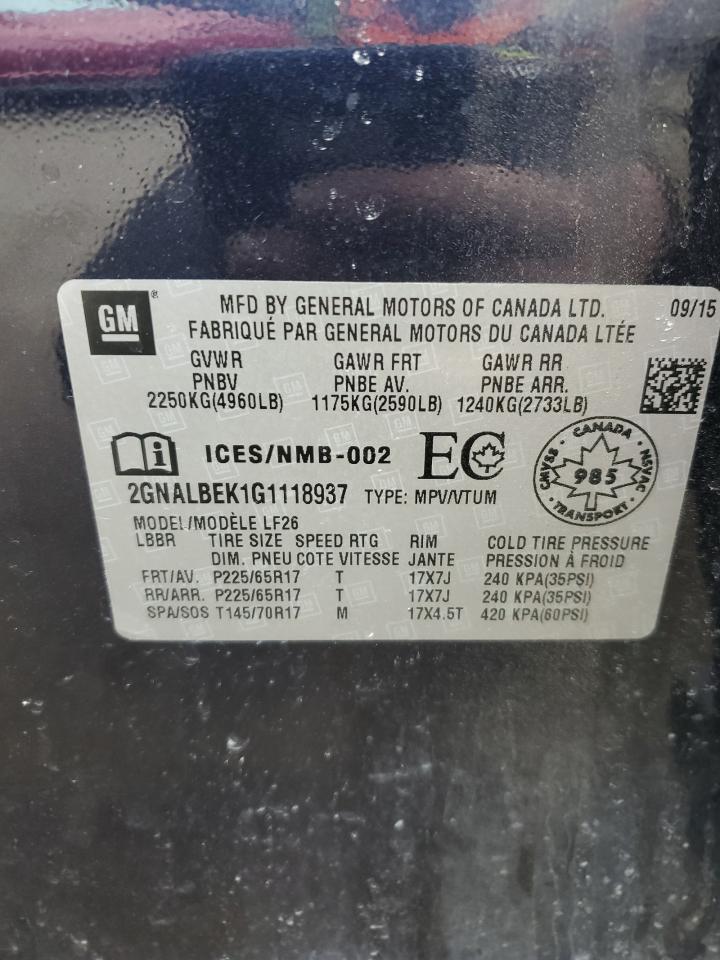 GM ®
MFD BY GENERAL MOTORS OF CANADA LTD. 09/15
FABRIQUÉ PAR GENERAL MOTORS DU CANADA LTÉE
GVWR GAWR FRT GAWR RR
PNBV PNBE AV. PNBE ARR.
2250KG(4960LB) 1175KG(2590LB) 1240KG(2733LB)
i ICES/NMB-002 EC
CANADA
CMVSS 985 NSVAC
TRANSPORT
2GNALBEK1G1118937 TYPE: MPV/VTUM
MODEL/MODÈLE LF26
LBBR TIRE SIZE SPEED RTG RIM COLD TIRE PRESSURE
DIM. PNEU COTE VITESSE JANTE PRESSION À FROID
FRT/AV. P225/65R17 T 17X7J 240 KPA(35PSI)
RR/ARR. P225/65R17 T 17X7J 240 KPA(35PSI)
SPA/SOS T145/70R17 M 17X4.5T 420 KPA(60PSI)